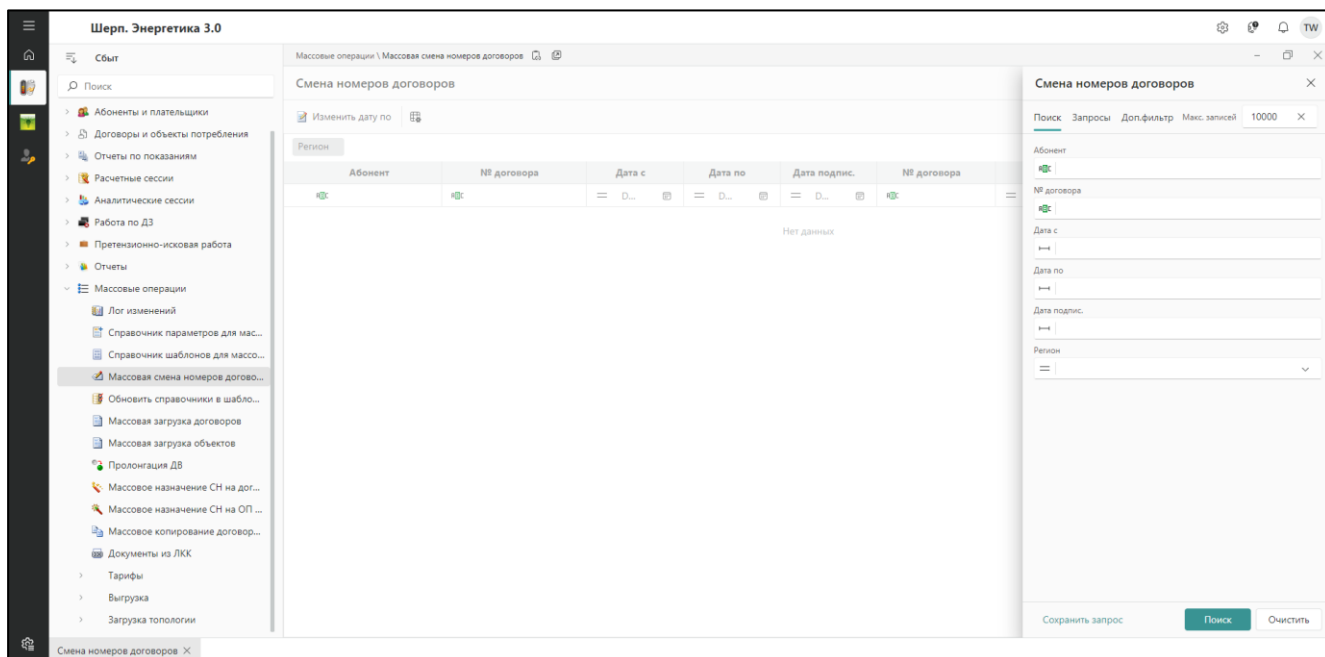 Шерп. Энергетика 3.0
TW
Сбыт
Поиск
Абоненты и плательщики
Договоры и объекты потребления
Отчеты по показаниям
Расчетные сессии
Аналитические сессии
Работа по ДЗ
Претензионно-исковая работа
Отчеты
Массовые операции
Лог изменений
Справочник параметров для мас...
Справочник шаблонов для массо...
Массовая смена номеров догово...
Обновить справочники в шабло...
Массовая загрузка договоров
Массовая загрузка объектов
Пролонгация ДВ
Массовое назначение СН на дог...
Массовое назначение СН на ОП ...
Массовое копирование договор...
Документы из ЛКК
Тарифы
Выгрузка
Загрузка топологии
Массовые операции \ Массовая смена номеров договоров
Смена номеров договоров
Изменить дату по
Регион
Абонент № договора Дата с Дата по Дата подпис. № договора
D... D... D...
Нет данных
Смена номеров договоров
Поиск Запросы Доп.фильтр Макс. записей 10000
Абонент
№ договора
Дата с
Дата по
Дата подпис.
Регион
Сохранить запрос Поиск Очистить
Смена номеров договоров